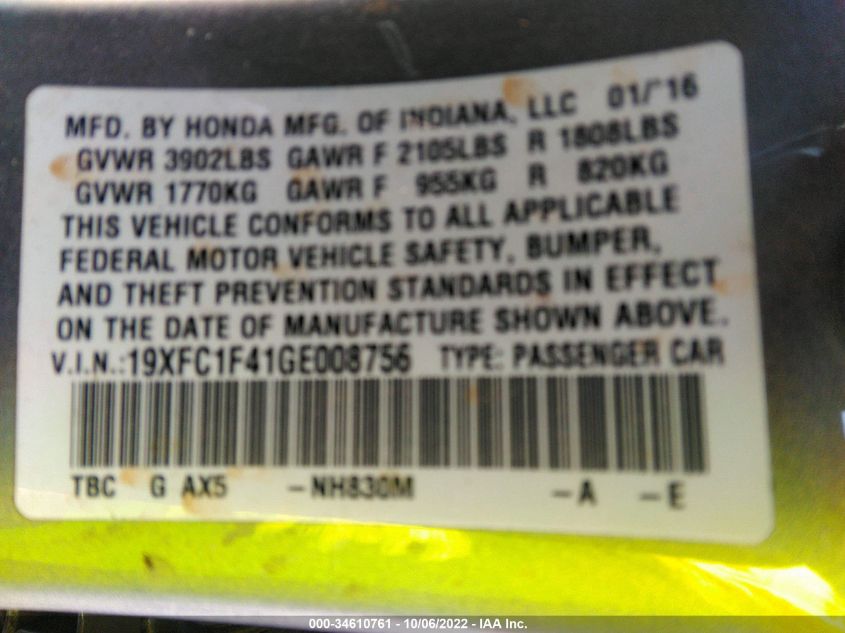 MFD. BY HONDA MFG. OF INDIANA, LLC 01/16
GVWR 3902LBS GAWR F 2105LBS R 1808LBS
GVWR 1770KG GAWR F 955KG R 820KG
THIS VEHICLE CONFORMS TO ALL APPLICABLE
FEDERAL MOTOR VEHICLE SAFETY, BUMPER,
AND THEFT PREVENTION STANDARDS IN EFFECT
ON THE DATE OF MANUFACTURE SHOWN ABOVE.
V.I.N.:19XFC1F41GE008756 TYPE: PASSENGER CAR
TBC G AX5 -NH830M -A -E
000-34610761 - 10/06/2022 - IAA Inc.